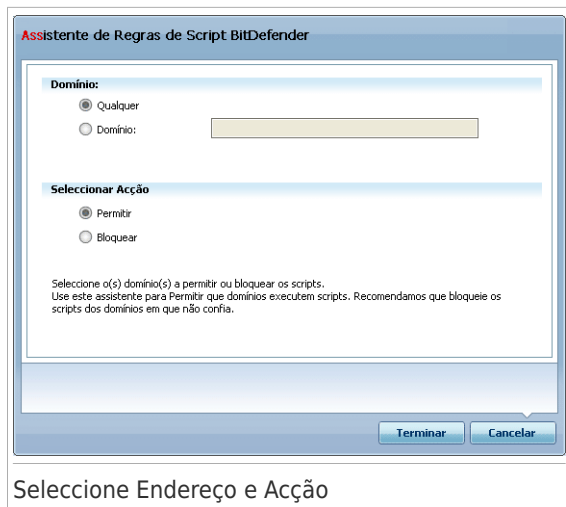 Assistente de Regras de Script BitDefender
Domínio:
Qualquer
Domínio:
Seleccionar Acção
Permitir
Bloquear
Seleccione o(s) domínio(s) a permitir ou bloquear os scripts.
Use este assistente para Permitir que domínios executem scripts. Recomendamos que bloqueie os
scripts dos domínios em que não confia.
Terminar
Cancelar
Seleccione Endereço e Acção